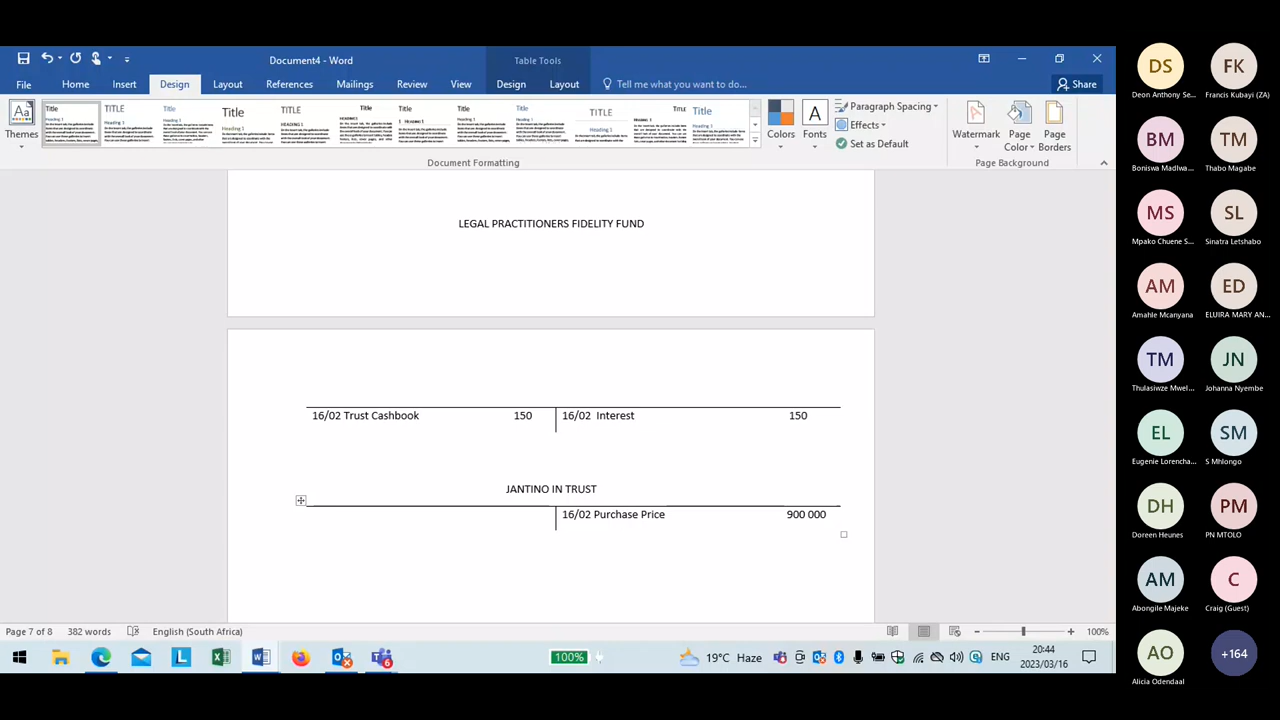 Document4 - Word
Table Tools
File Home Insert Design Layout References Mailings Review View Design Layout Tell me what you want to do... Share
Themes
Colors Fonts
Paragraph Spacing
Effects
Set as Default
Watermark Page Color Page Borders
Document Formatting
Page Background
LEGAL PRACTITIONERS FIDELITY FUND
16/02 Trust Cashbook 150 16/02 Interest 150
JANTINO IN TRUST
16/02 Purchase Price 900 000
Page 7 of 8 382 words English (South Africa) 100%
100% 19°C Haze ENG 20:44
2023/03/16
DS FK
Deon Anthony Se... Francis Kubayi (ZA)
BM TM
Boniswa Madlwa... Thabo Magabe
MS SL
Mpako Chuene S... Sinatra Letshabo
AM ED
Amahle Mcanyana ELUIRA MARY AN...
TM JN
Thulasiwze Mwel... Johanna Nyembe
EL SM
Eugenie Lorencha... S Mhlongo
DH PM
Doreen Heunes PN MTOLO
AM C
Abongile Majeke Craig (Guest)
AO +164
Alicia Odendaal